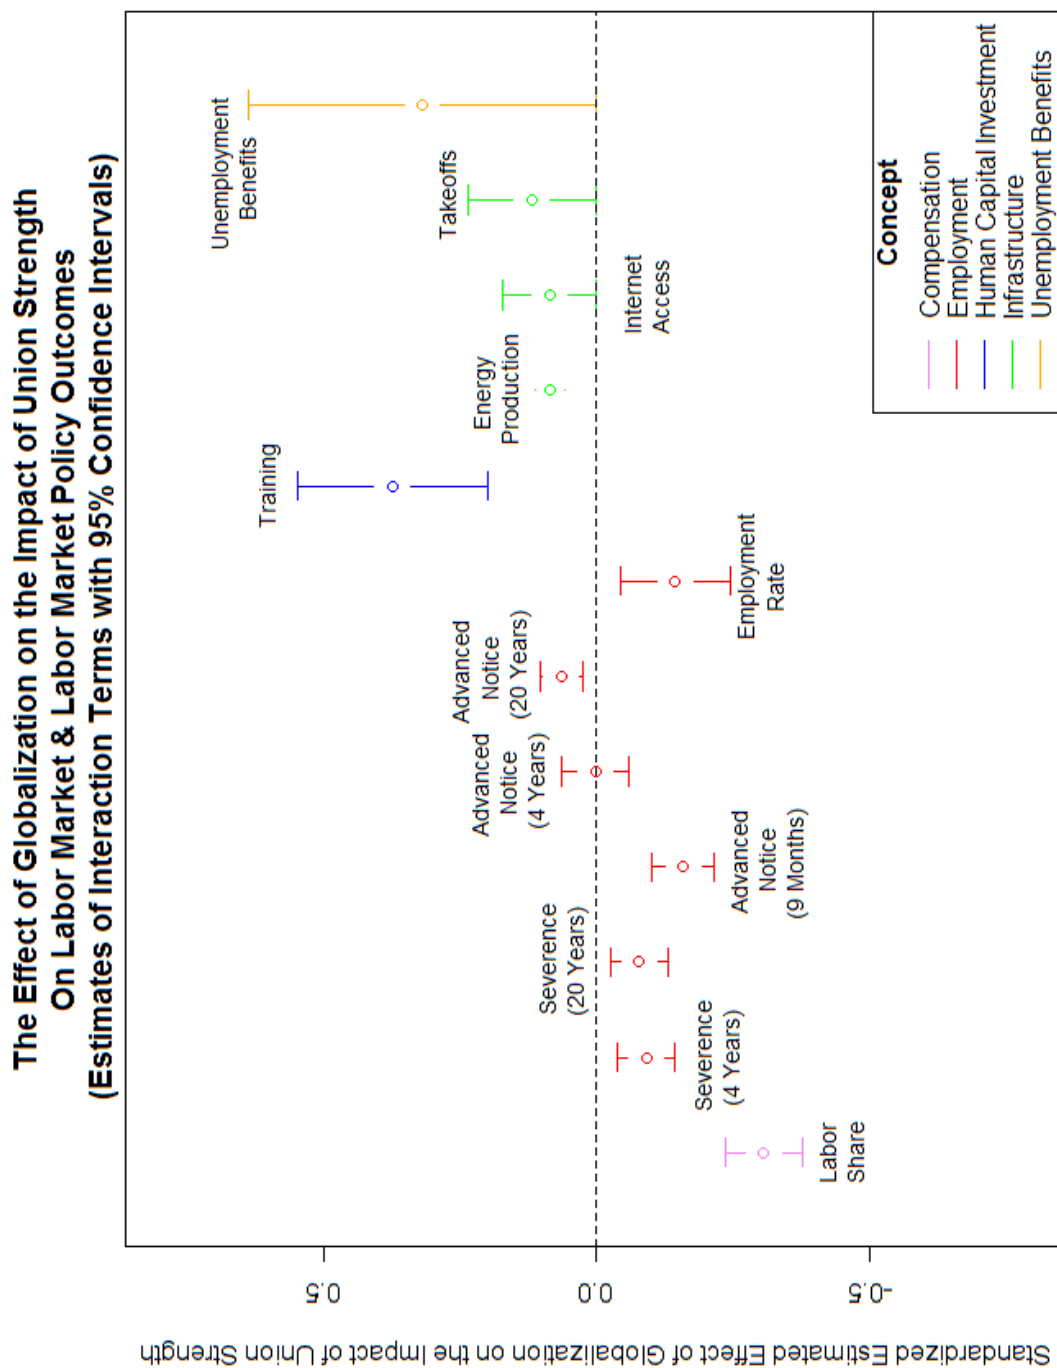 The Effect of Globalization on the Impact of Union Strength
On Labor Market & Labor Market Policy Outcomes
(Estimates of Interaction Terms with 95% Confidence Intervals)
Standardized Estimated Effect of Globalization on the Impact of Union Strength
0.5
0.0
-0.5
Labor
Share
Severence
(4 Years)
Severence
(20 Years)
Advanced
Notice
(9 Months)
Advanced
Notice
(4 Years)
Advanced
Notice
(20 Years)
Employment
Rate
Training
Energy
Production
Internet
Access
Takeoffs
Unemployment
Benefits
Concept
Compensation
Employment
Human Capital Investment
Infrastructure
Unemployment Benefits